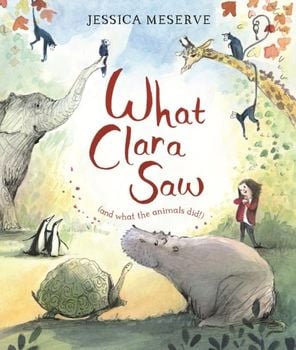 JESSICA MESERVE
What
Clara
Saw
(and what the animals did!)